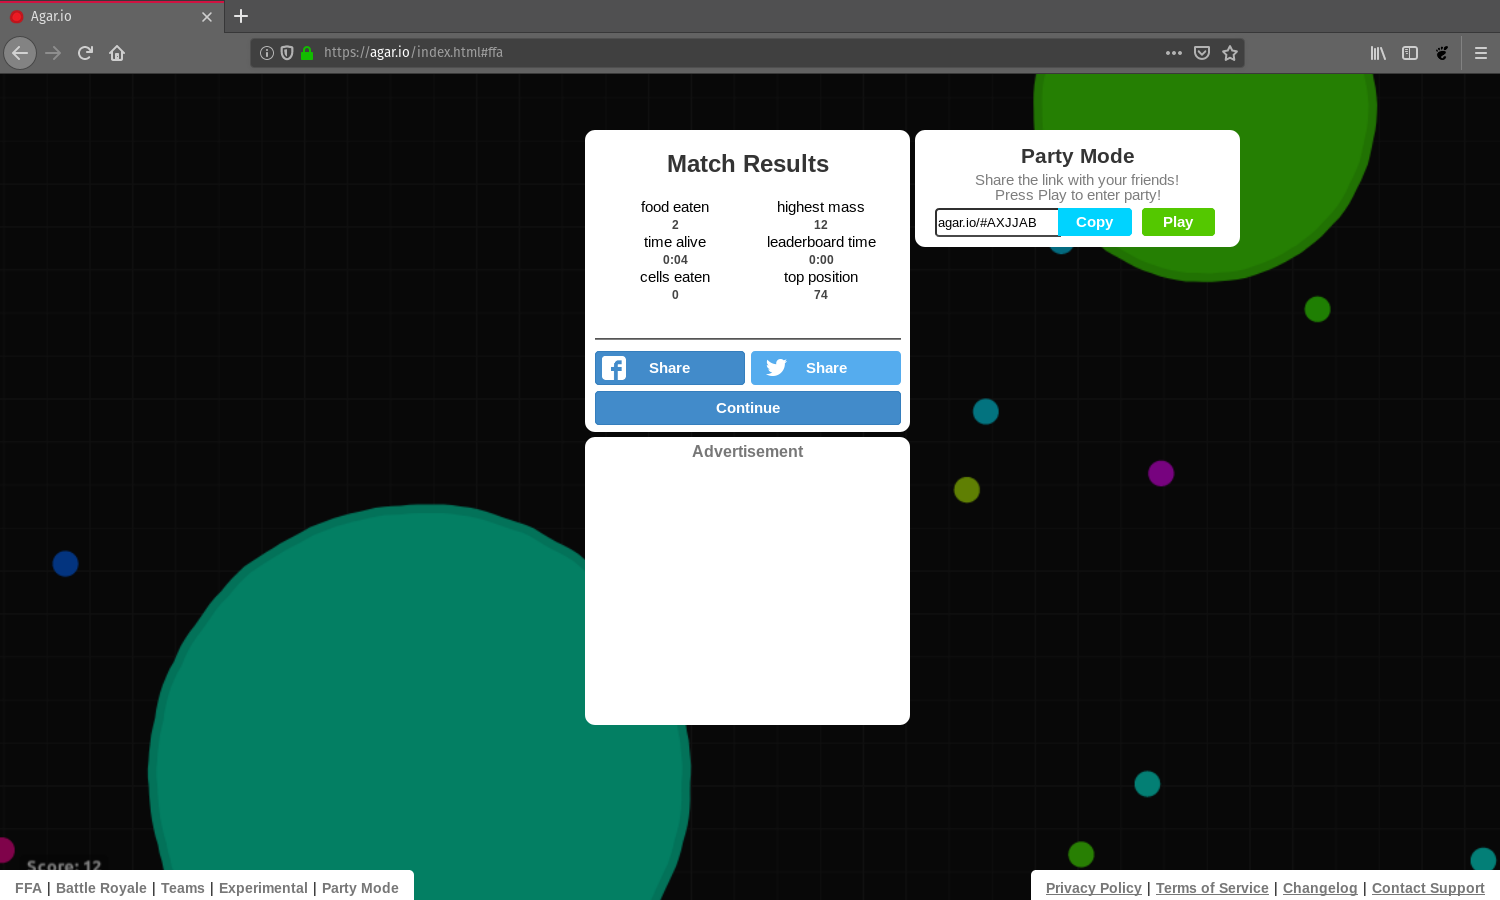 Agar.io
https://agar.io/index.html#ffa
Match Results
food eaten
2
highest mass
12
time alive
0:04
leaderboard time
0:00
cells eaten
0
top position
74
Share
Share
Continue
Advertisement
Party Mode
Share the link with your friends!
Press Play to enter party!
agar.io/#AXJJAB
Copy
Play
Score: 12
FFA | Battle Royale | Teams | Experimental | Party Mode
Privacy Policy | Terms of Service | Changelog | Contact Support